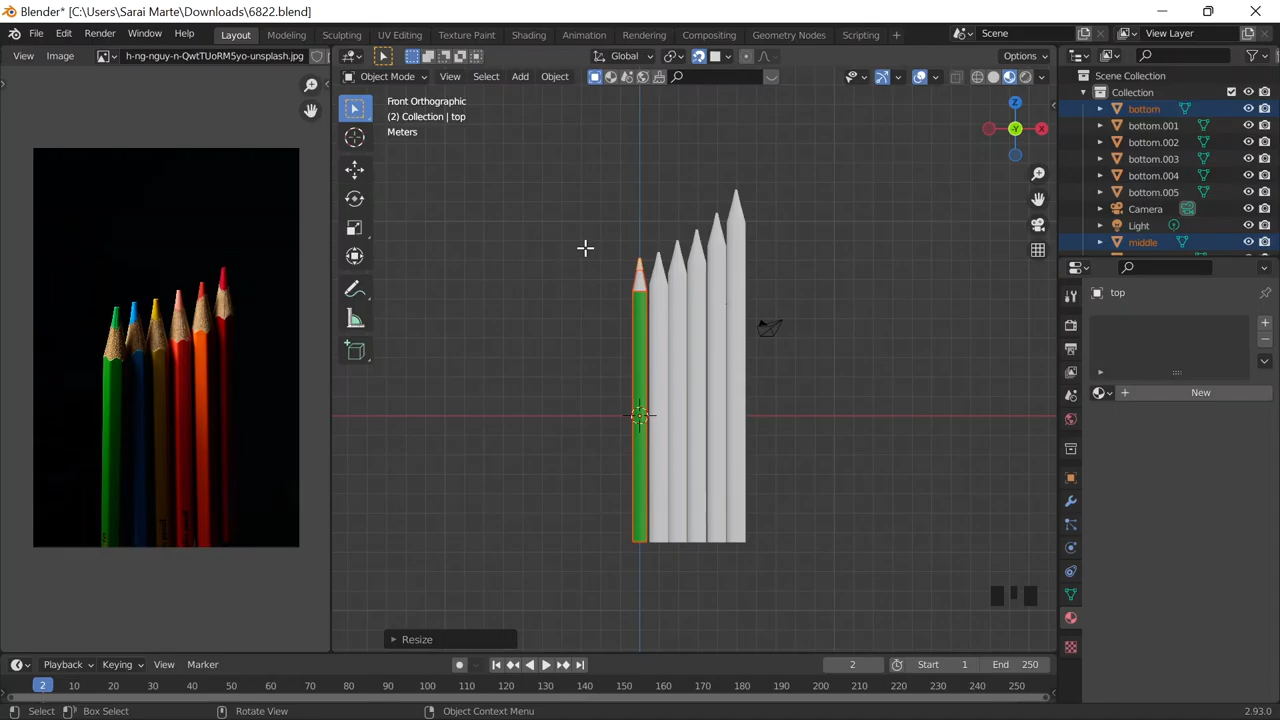 Blender* [C:\Users\Sarai Marte\Downloads\6822.blend]
File Edit Render Window Help Layout Modeling Sculpting UV Editing Texture Paint Shading Animation Rendering Compositing Geometry Nodes Scripting + Scene View Layer
View Image h-ng-nguy-n-QwtTUoRM5yo-unsplash.jpg Global Options
Object Mode View Select Add Object
Front Orthographic
(2) Collection | top
Meters
Z
-Y
X
Scene Collection
Collection
bottom
bottom.001
bottom.002
bottom.003
bottom.004
bottom.005
Camera
Light
middle
top
New
Resize
Playback Keying View Marker 2 Start 1 End 250
2 10 20 30 40 50 60 70 80 90 100 110 120 130 140 150 160 170 180 190 200 210 220 230 240 250
Select Box Select Rotate View Object Context Menu 2.93.0